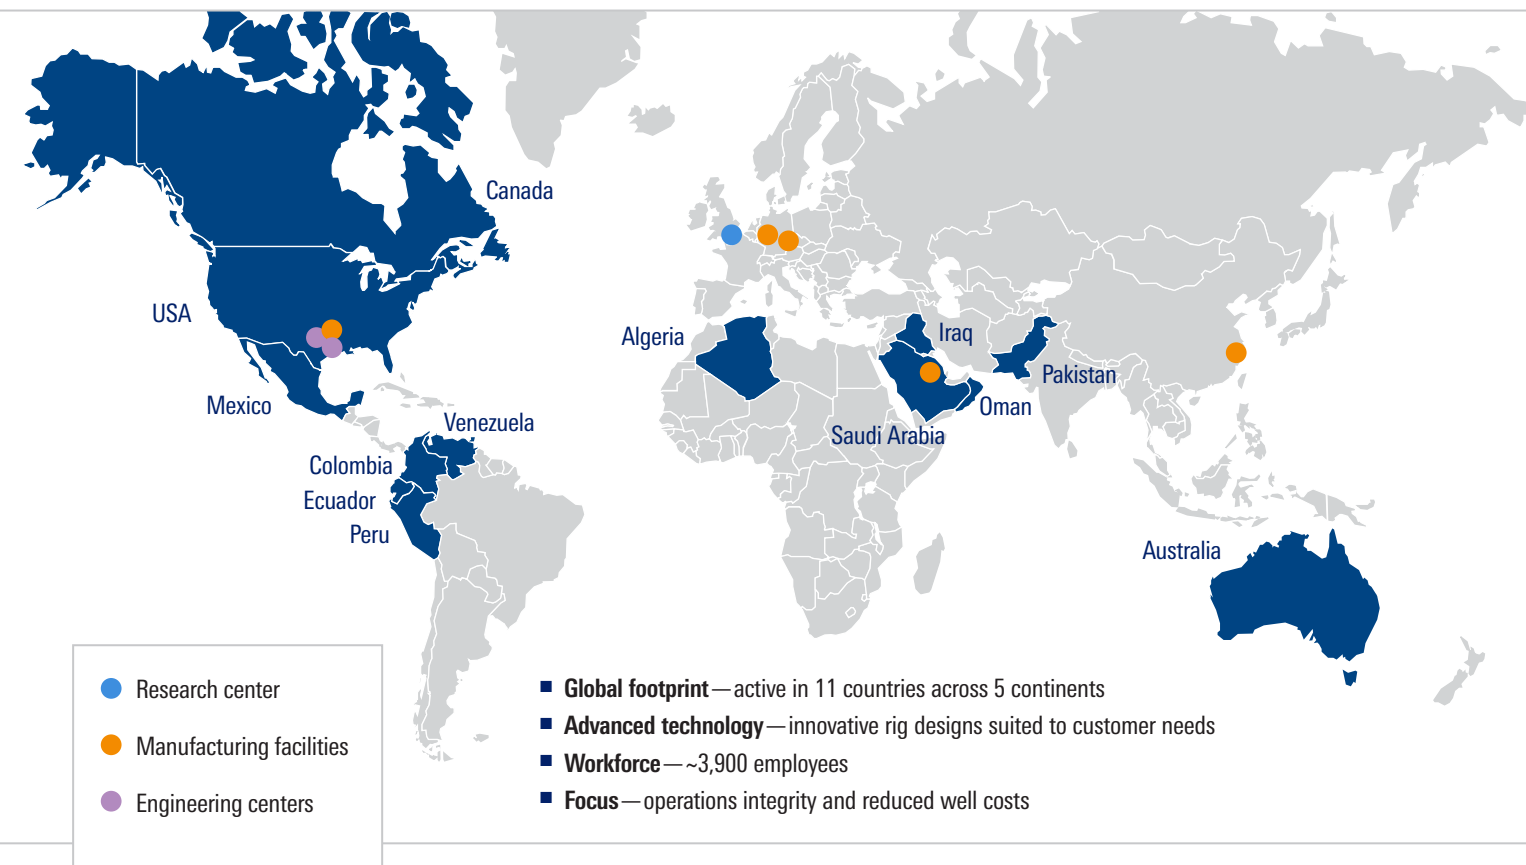 Canada
USA
Algeria
Iraq
Pakistan
Mexico
Oman
Venezuela
Saudi Arabia
Colombia
Ecuador
Peru
Australia
Research center
Manufacturing facilities
Engineering centers
■ Global footprint—active in 11 countries across 5 continents
■ Advanced technology—innovative rig designs suited to customer needs
■ Workforce—~3,900 employees
■ Focus—operations integrity and reduced well costs